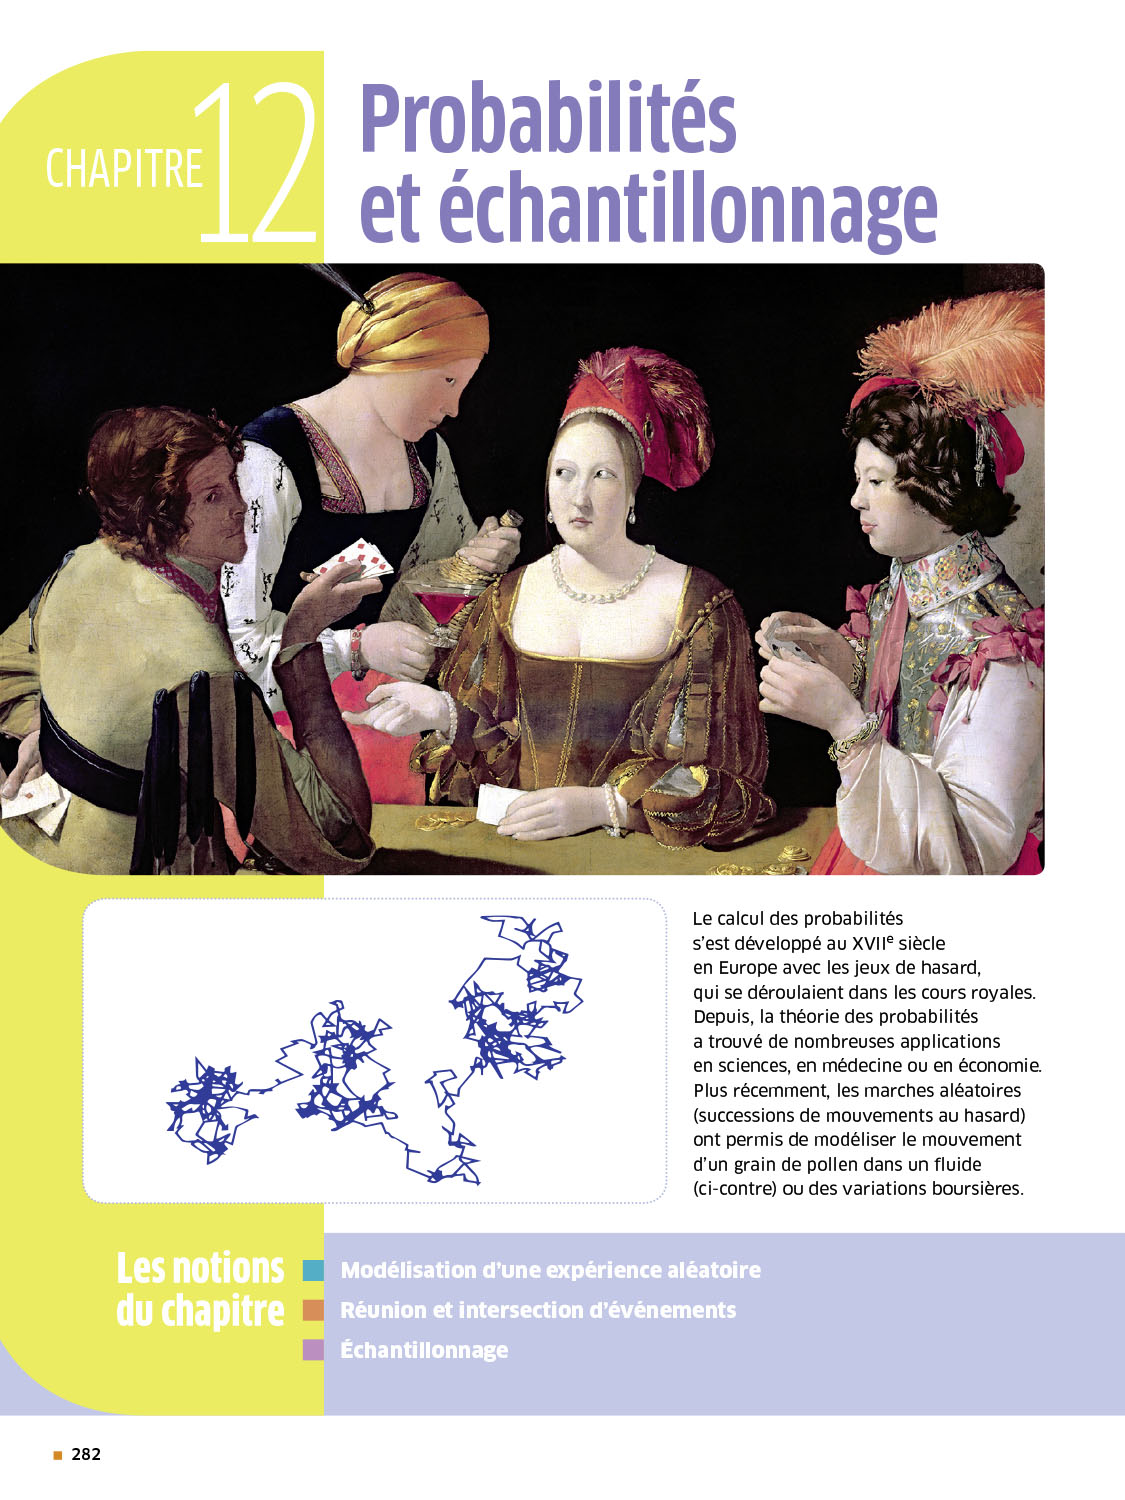 CHAPITRE 12
Probabilités
et échantillonnage
Le calcul des probabilités
s’est développé au XVIIe siècle
en Europe avec les jeux de hasard,
qui se déroulaient dans les cours royales.
Depuis, la théorie des probabilités
a trouvé de nombreuses applications
en sciences, en médecine ou en économie.
Plus récemment, les marches aléatoires
(successions de mouvements au hasard)
ont permis de modéliser le mouvement
d’un grain de pollen dans un fluide
(ci-contre) ou des variations boursières.
Les notions
du chapitre
Modélisation d’une expérience aléatoire
Réunion et intersection d’événements
Échantillonnage
282